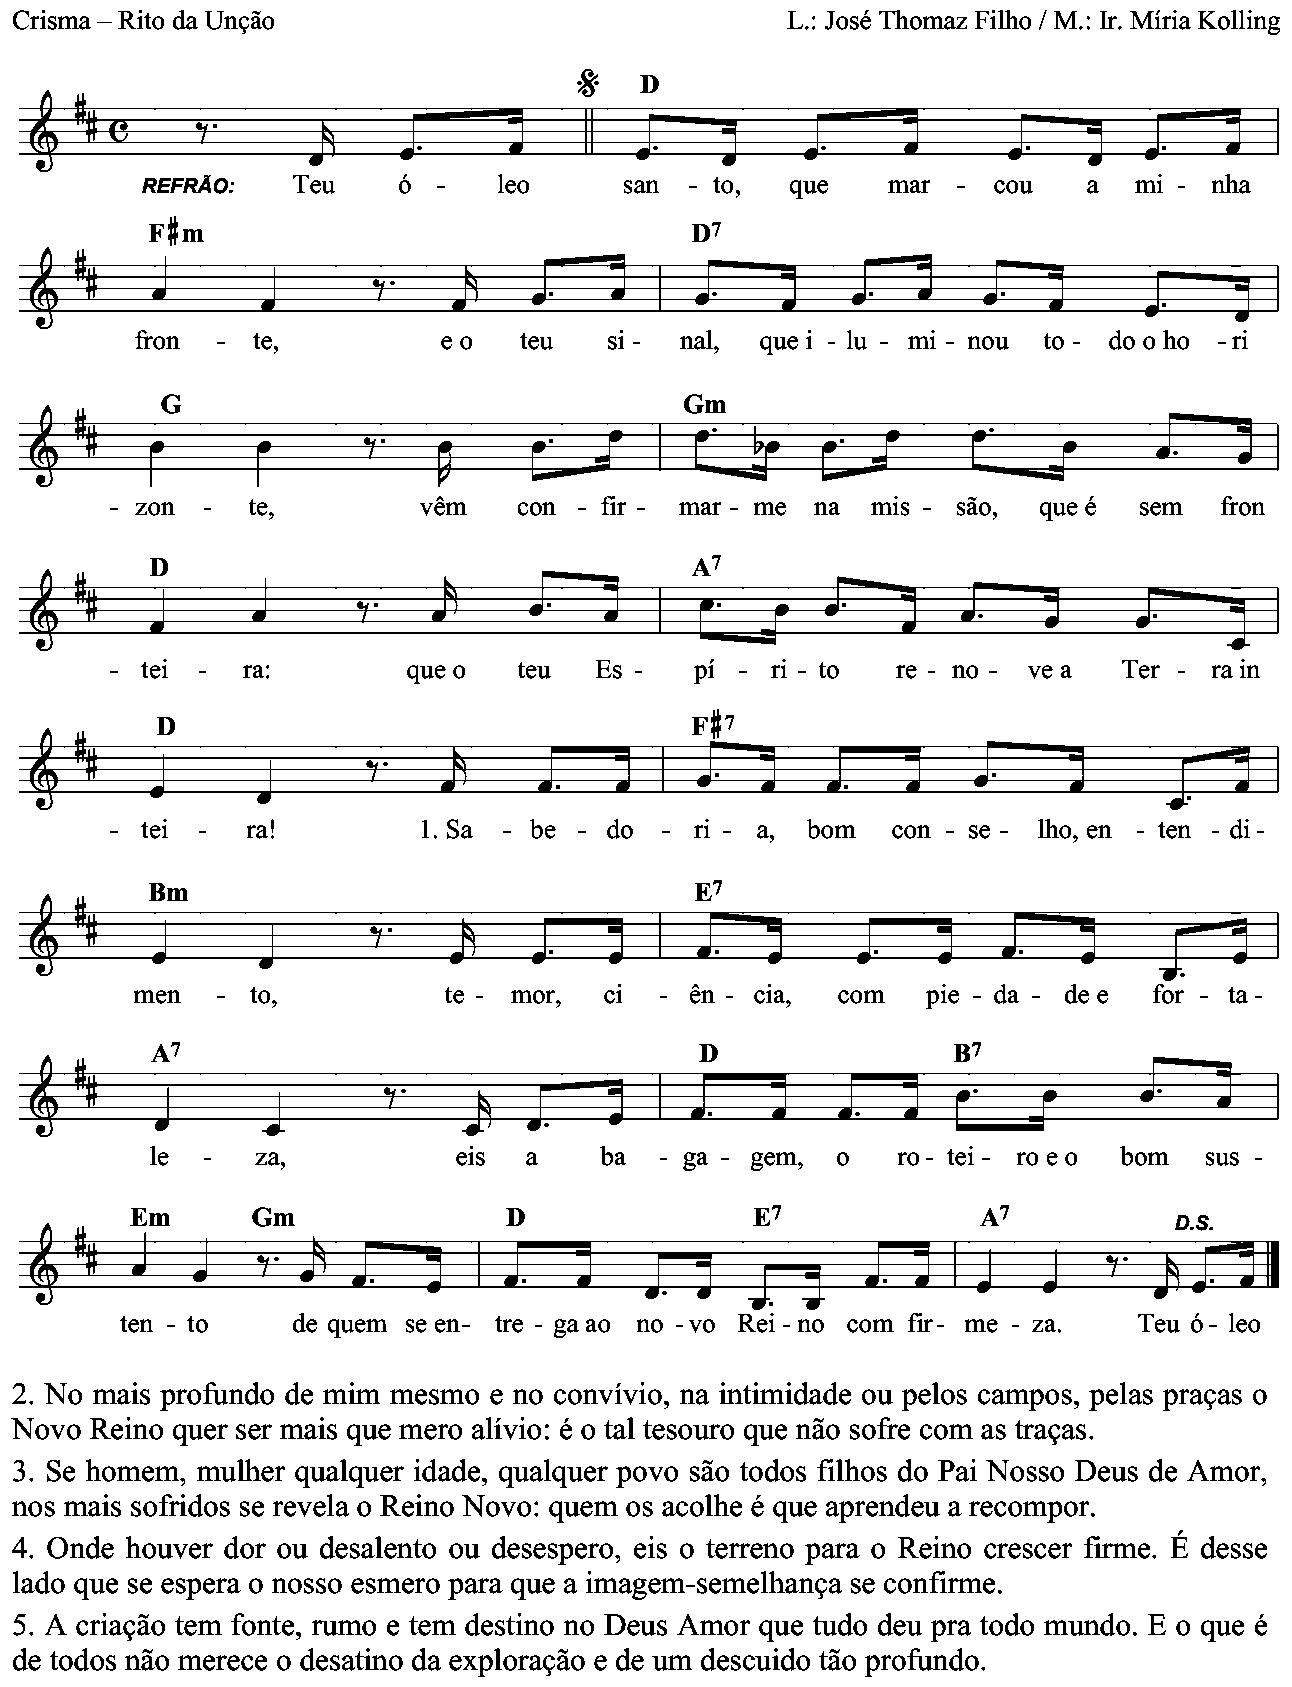 Crisma – Rito da Unção L.: José Thomaz Filho / M.: Ir. Míria Kolling
D
REFRÃO: Teu ó - leo san - to, que mar - cou a mi - nha
F#m D7
fron - te, e o teu si - nal, que i - lu - mi - nou to - do o ho - ri
G Gm
- zon - te, vêm con - fir - mar - me na mis - são, que é sem fron
D A7
- tei - ra: que o teu Es - pí - ri - to re - no - ve a Ter - ra in
D F#7
- tei - ra! 1. Sa - be - do - ri - a, bom con - se - lho, en - ten - di -
Bm E7
men - to, te - mor, ci - ên - cia, com pie - da - de e for - ta -
A7 D B7
le - za, eis a ba - ga - gem, o ro - tei - ro e o bom sus -
Em Gm D E7 A7 D.S.
ten - to de quem se en - tre - ga ao no - vo Rei - no com fir - me - za. Teu ó - leo
2. No mais profundo de mim mesmo e no convívio, na intimidade ou pelos campos, pelas praças o
Novo Reino quer ser mais que mero alívio: é o tal tesouro que não sofre com as traças.
3. Se homem, mulher qualquer idade, qualquer povo são todos filhos do Pai Nosso Deus de Amor,
nos mais sofridos se revela o Reino Novo: quem os acolhe é que aprendeu a recompor.
4. Onde houver dor ou desalento ou desespero, eis o terreno para o Reino crescer firme. É desse
lado que se espera o nosso esmero para que a imagem-semelhança se confirme.
5. A criação tem fonte, rumo e tem destino no Deus Amor que tudo deu pra todo mundo. E o que é
de todos não merece o desatino da exploração e de um descuido tão profundo.